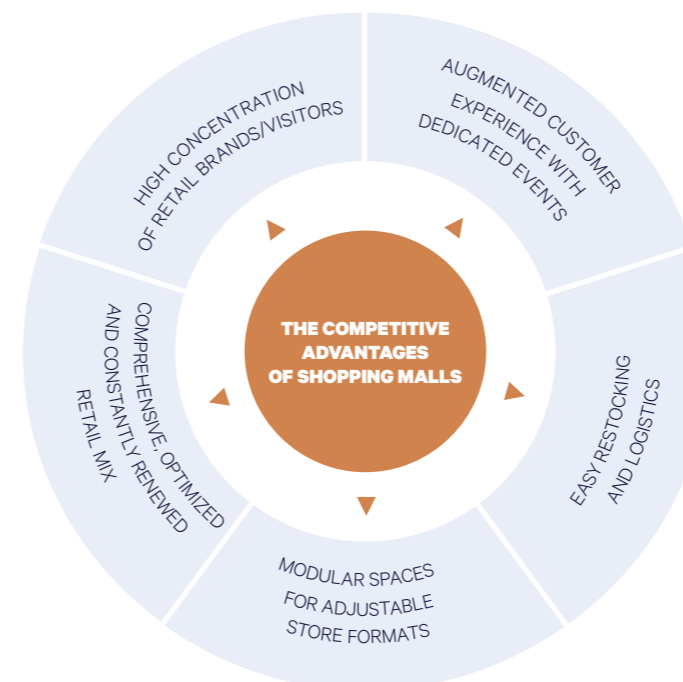 THE COMPETITIVE
ADVANTAGES
OF SHOPPING MALLS
HIGH CONCENTRATION
OF RETAIL BRANDS/VISITORS
AUGMENTED CUSTOMER
EXPERIENCE WITH
DEDICATED EVENTS
EASY RESTOCKING
AND LOGISTICS
MODULAR SPACES
FOR ADJUSTABLE
STORE FORMATS
COMPREHENSIVE, OPTIMIZED
AND CONSTANTLY RENEWED
RETAIL MIX